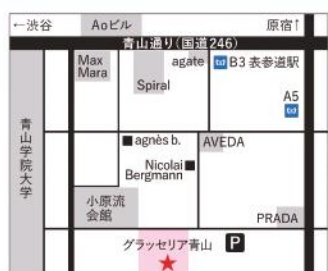 ←渋谷
Aoビル
原宿↑
青山通り(国道246)
Max
Mara
agate
B3 表参道駅
Spiral
A5
青山学院大学
agnès b.
AVEDA
Nicolai
Bergmann
小原流
会館
PRADA
グラッセリア青山
P